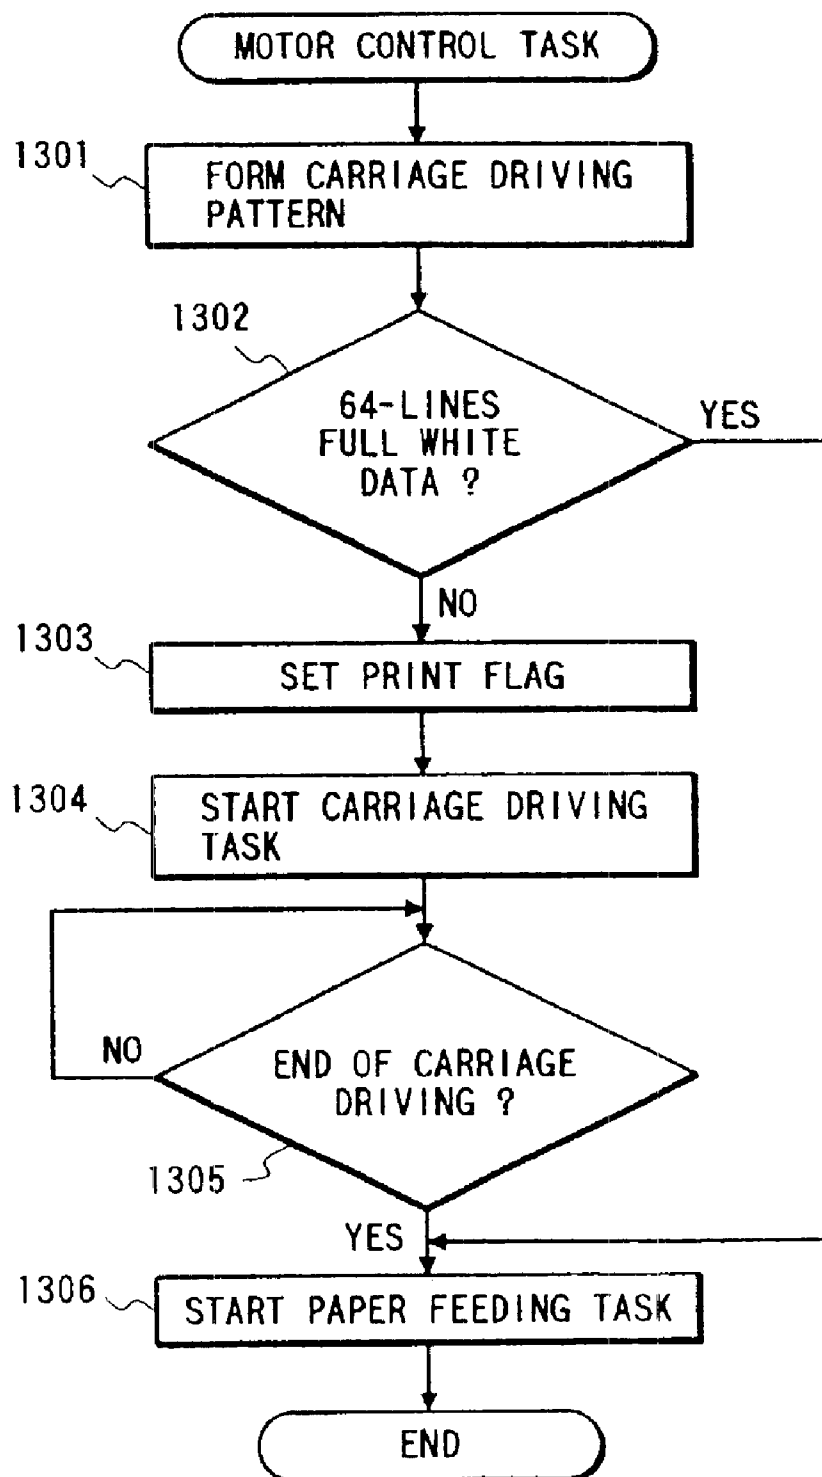 MOTOR CONTROL TASK
1301
FORM CARRIAGE DRIVING
PATTERN
1302
64-LINES
FULL WHITE
DATA ?
YES
NO
1303
SET PRINT FLAG
1304
START CARRIAGE DRIVING
TASK
NO
END OF CARRIAGE
DRIVING ?
1305
YES
1306
START PAPER FEEDING TASK
END